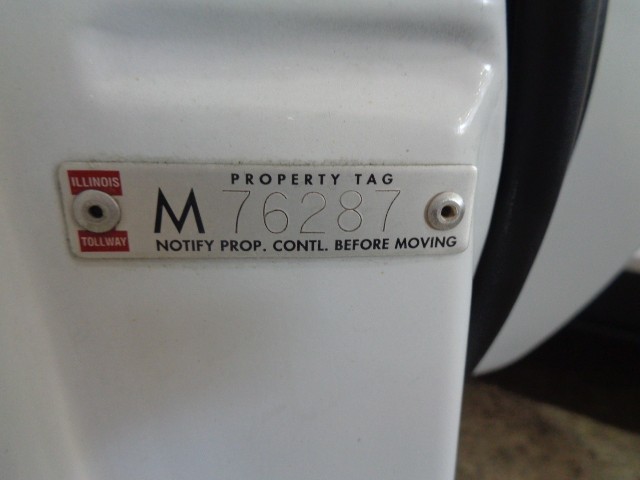 ILLINOIS
TOLLWAY
PROPERTY TAG
M 76287
NOTIFY PROP. CONTL. BEFORE MOVING